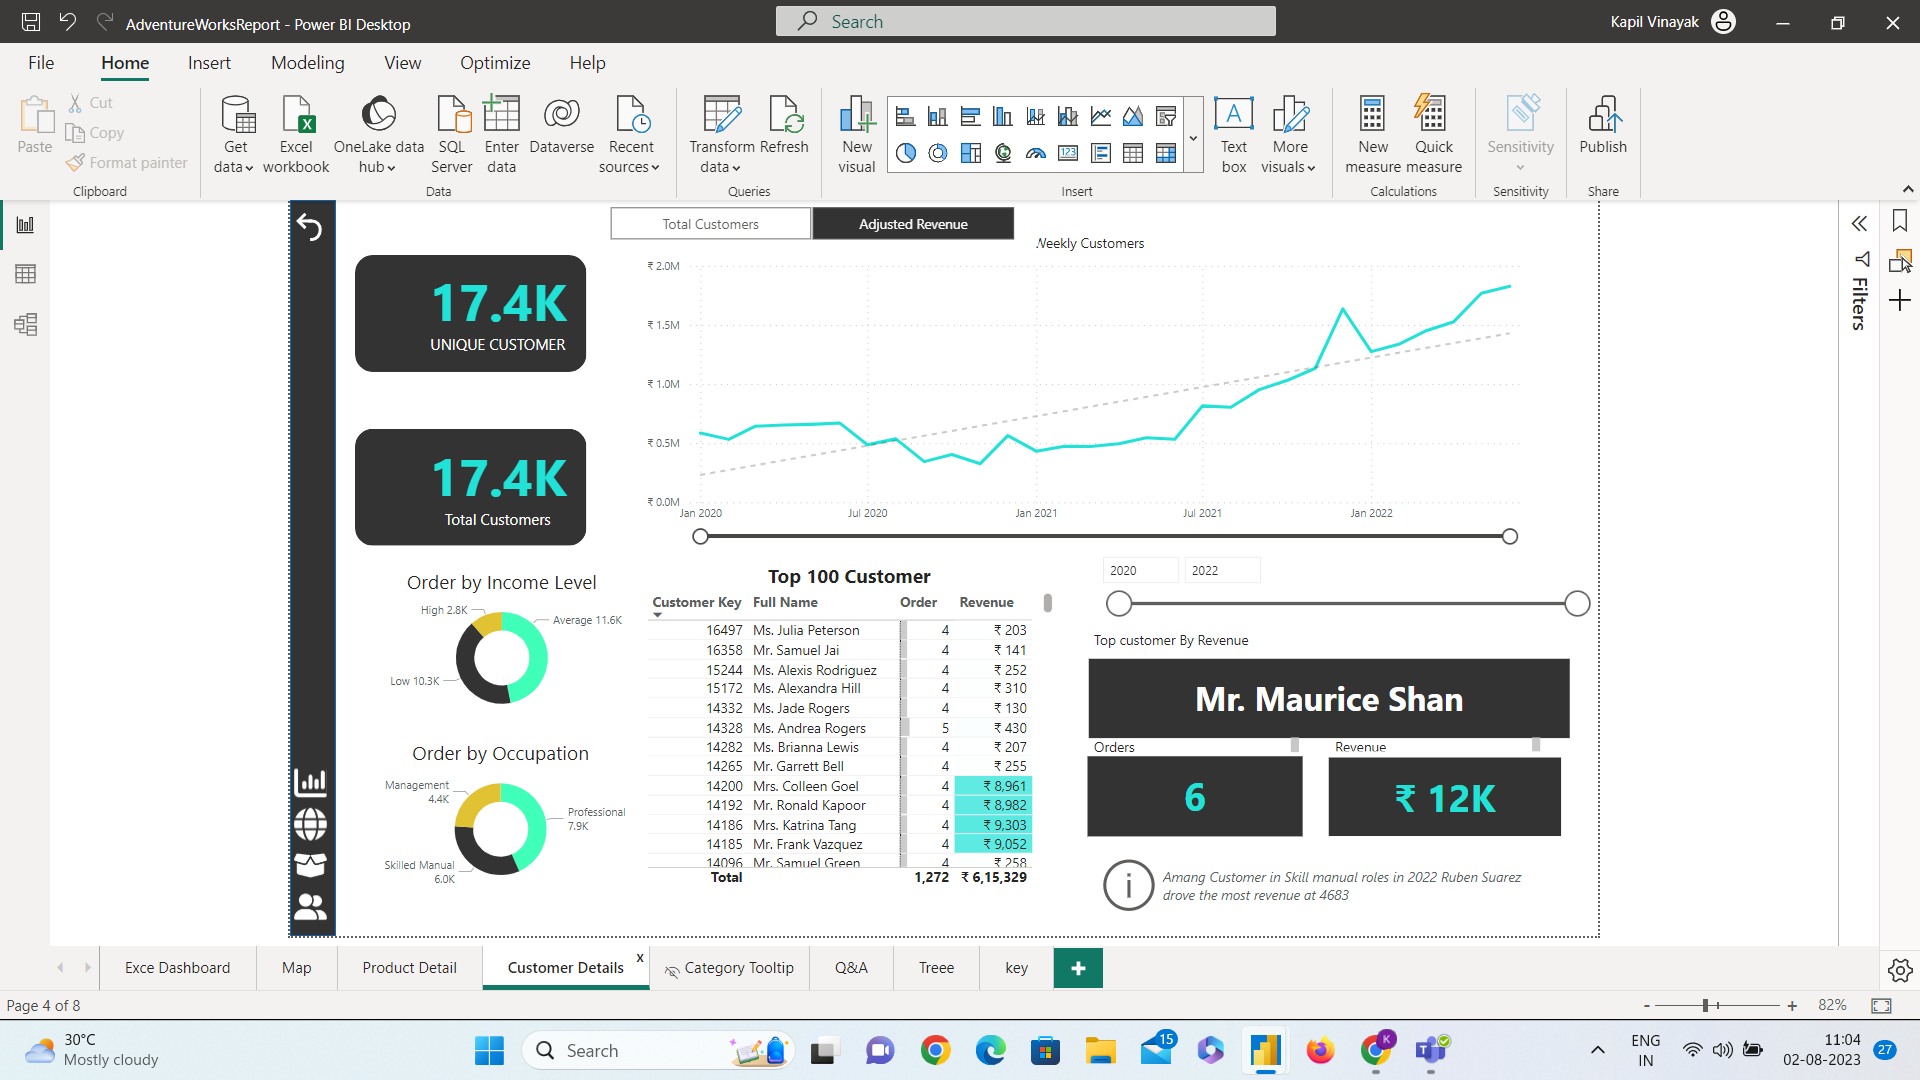 AdventureWorksReport - Power BI Desktop
Search
Kapil Vinayak
File
Home
Insert
Modeling
View
Optimize
Help
Paste
Cut
Copy
Format painter
Clipboard
Get data
Excel workbook
OneLake data hub
SQL Server
Enter data
Dataverse
Recent sources
Data
Transform data
Refresh
Queries
New visual
123
A
Text box
More visuals
Insert
New measure
Quick measure
Calculations
Sensitivity
Sensitivity
Publish
Share
Total Customers
Adjusted Revenue
Weekly Customers
17.4K
UNIQUE CUSTOMER
17.4K
Total Customers
₹ 2.0M
₹ 1.5M
₹ 1.0M
₹ 0.5M
₹ 0.0M
Jan 2020
Jul 2020
Jan 2021
Jul 2021
Jan 2022
Filters
Order by Income Level
High 2.8K
Average 11.6K
Low 10.3K
Order by Occupation
Management
4.4K
Professional
7.9K
Skilled Manual
6.0K
Top 100 Customer
Customer Key Full Name Order Revenue
16497 Ms. Julia Peterson 4 ₹ 203
16358 Mr. Samuel Jai 4 ₹ 141
15244 Ms. Alexis Rodriguez 4 ₹ 252
15172 Ms. Alexandra Hill 4 ₹ 310
14332 Ms. Jade Rogers 4 ₹ 130
14328 Ms. Andrea Rogers 5 ₹ 430
14282 Ms. Brianna Lewis 4 ₹ 207
14265 Mr. Garrett Bell 4 ₹ 255
14200 Mrs. Colleen Goel 4 ₹ 8,961
14192 Mr. Ronald Kapoor 4 ₹ 8,982
14186 Mrs. Katrina Tang 4 ₹ 9,303
14185 Mr. Frank Vazquez 4 ₹ 9,052
14096 Mr. Samuel Green 4 ₹ 258
Total 1,272 ₹ 6,15,329
2020
2022
Top customer By Revenue
Mr. Maurice Shan
Orders
Revenue
6
₹ 12K
Amang Customer in Skill manual roles in 2022 Ruben Suarez
drove the most revenue at 4683
Exce Dashboard
Map
Product Detail
Customer Details
x
Category Tooltip
Q&A
Treee
key
Page 4 of 8
82%
30°C
Mostly cloudy
Search
15
K
ENG
IN
11:04
02-08-2023
27